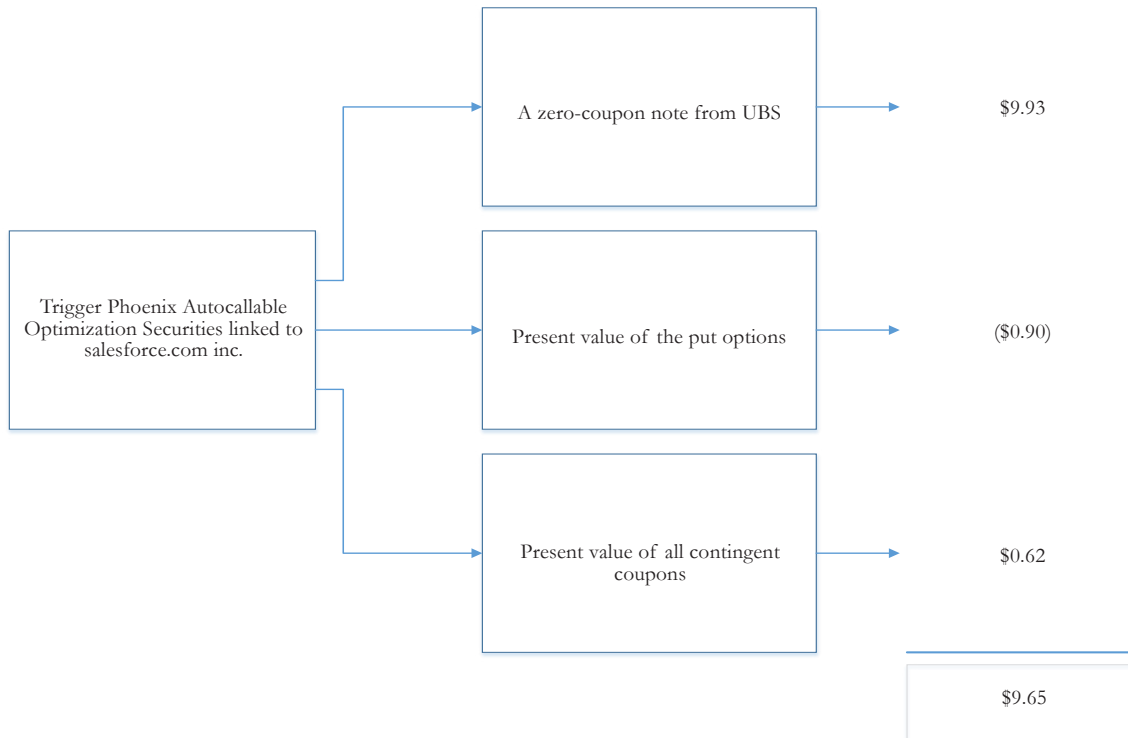 A zero-coupon note from UBS
$9.93
Trigger Phoenix Autocallable
Optimization Securities linked to
salesforce.com inc.
Present value of the put options
($0.90)
Present value of all contingent
coupons
$0.62
$9.65